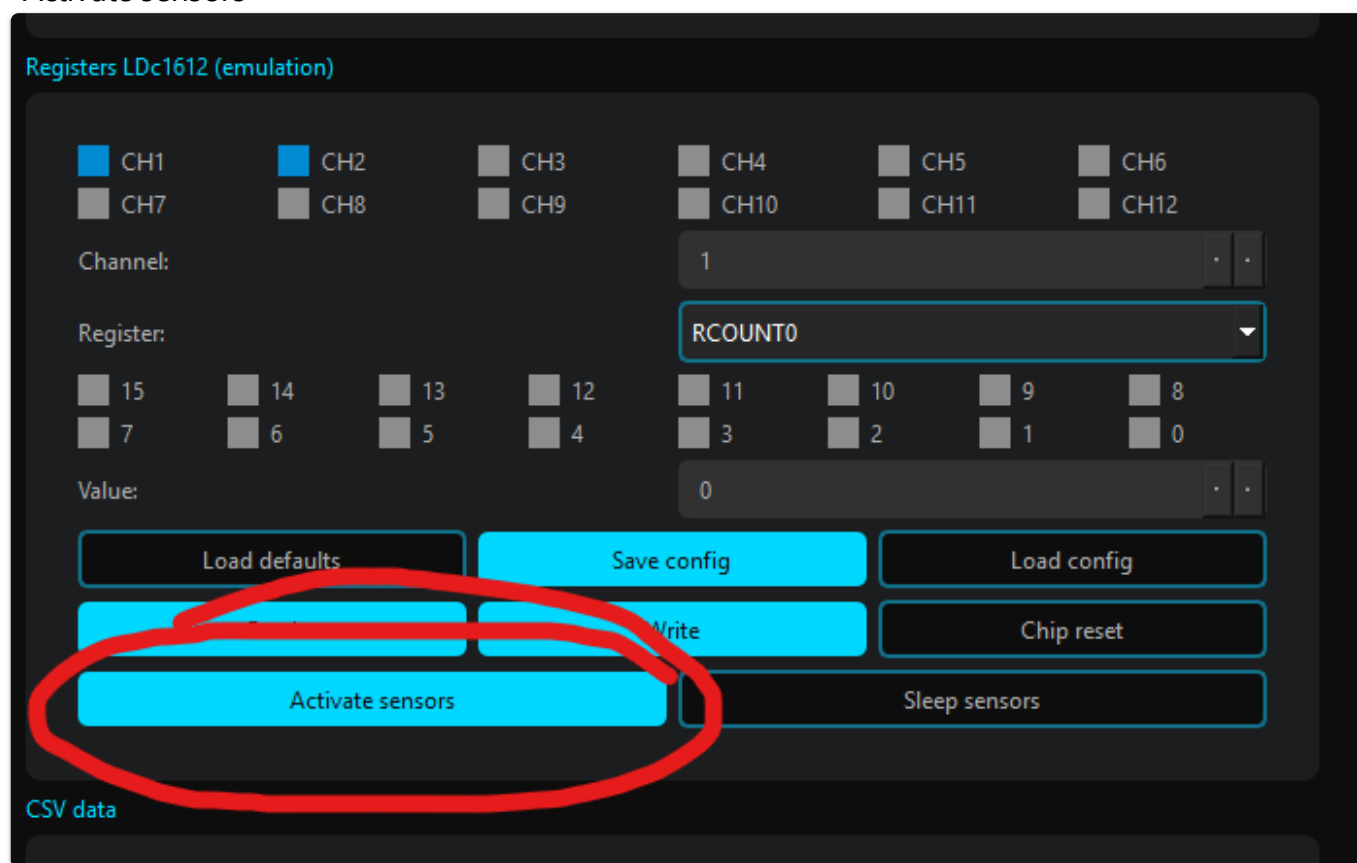 Activate sensors
Registers LDc1612 (emulation)
CH1 CH2 CH3 CH4 CH5 CH6
CH7 CH8 CH9 CH10 CH11 CH12
Channel: 1
Register: RCOUNT0
15 14 13 12 11 10 9 8
7 6 5 4 3 2 1 0
Value: 0
Load defaults Save config Load config
Write Chip reset
Activate sensors Sleep sensors
CSV data